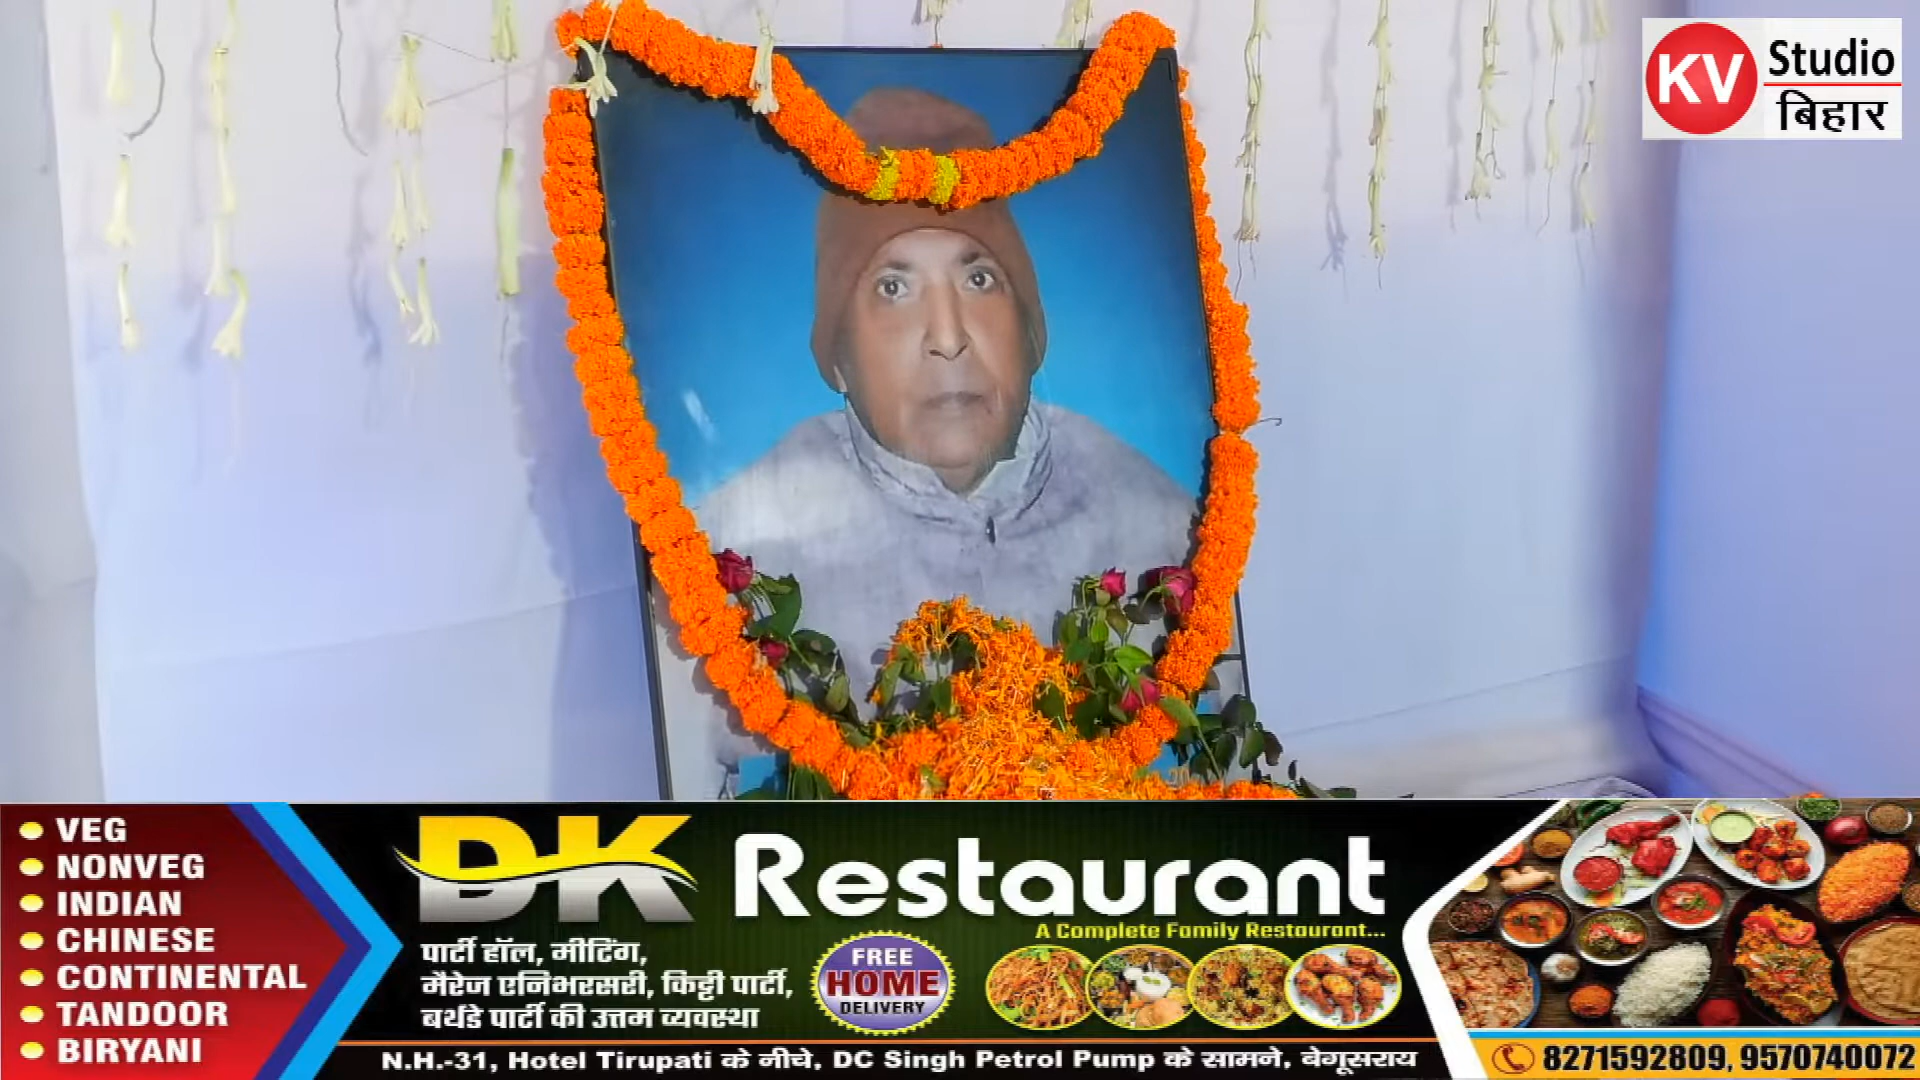 KV Studio
बिहार
VEG
NONVEG
INDIAN
CHINESE
CONTINENTAL
TANDOOR
BIRYANI
DK Restaurant
A Complete Family Restaurant...
पार्टी हॉल, मीटिंग,
मैरेज एनिभरसरी, किट्टी पार्टी,
बर्थडे पार्टी की उत्तम व्यवस्था
FREE
HOME
DELIVERY
N.H.-31, Hotel Tirupati के नीचे, DC Singh Petrol Pump के सामने, बेगूसराय
8271592809, 9570740072